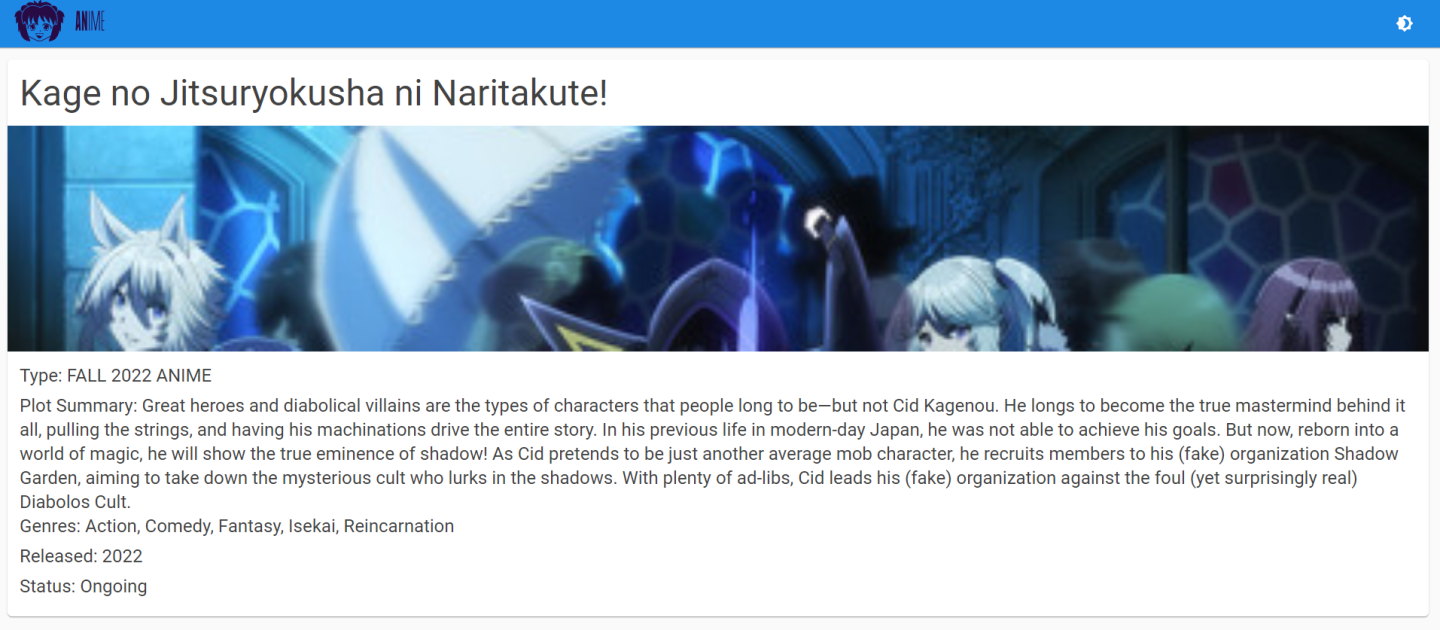 ANIME
Kage no Jitsuryokusha ni Naritakute!
Type: FALL 2022 ANIME
Plot Summary: Great heroes and diabolical villains are the types of characters that people long to be—but not Cid Kagenou. He longs to become the true mastermind behind it
all, pulling the strings, and having his machinations drive the entire story. In his previous life in modern-day Japan, he was not able to achieve his goals. But now, reborn into a
world of magic, he will show the true eminence of shadow! As Cid pretends to be just another average mob character, he recruits members to his (fake) organization Shadow
Garden, aiming to take down the mysterious cult who lurks in the shadows. With plenty of ad-libs, Cid leads his (fake) organization against the foul (yet surprisingly real)
Diabolos Cult.
Genres: Action, Comedy, Fantasy, Isekai, Reincarnation
Released: 2022
Status: Ongoing